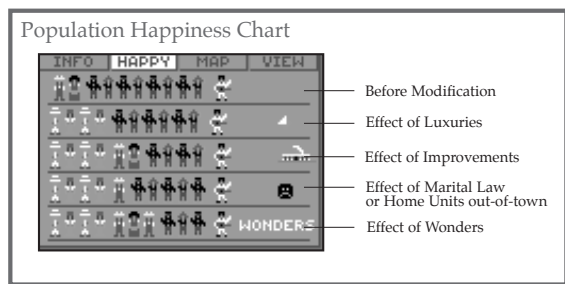 Population Happiness Chart
INFO HAPPY MAP VIEW
Before Modification
Effect of Luxuries
Effect of Improvements
Effect of Marital Law
or Home Units out-of-town
WONDERS
Effect of Wonders